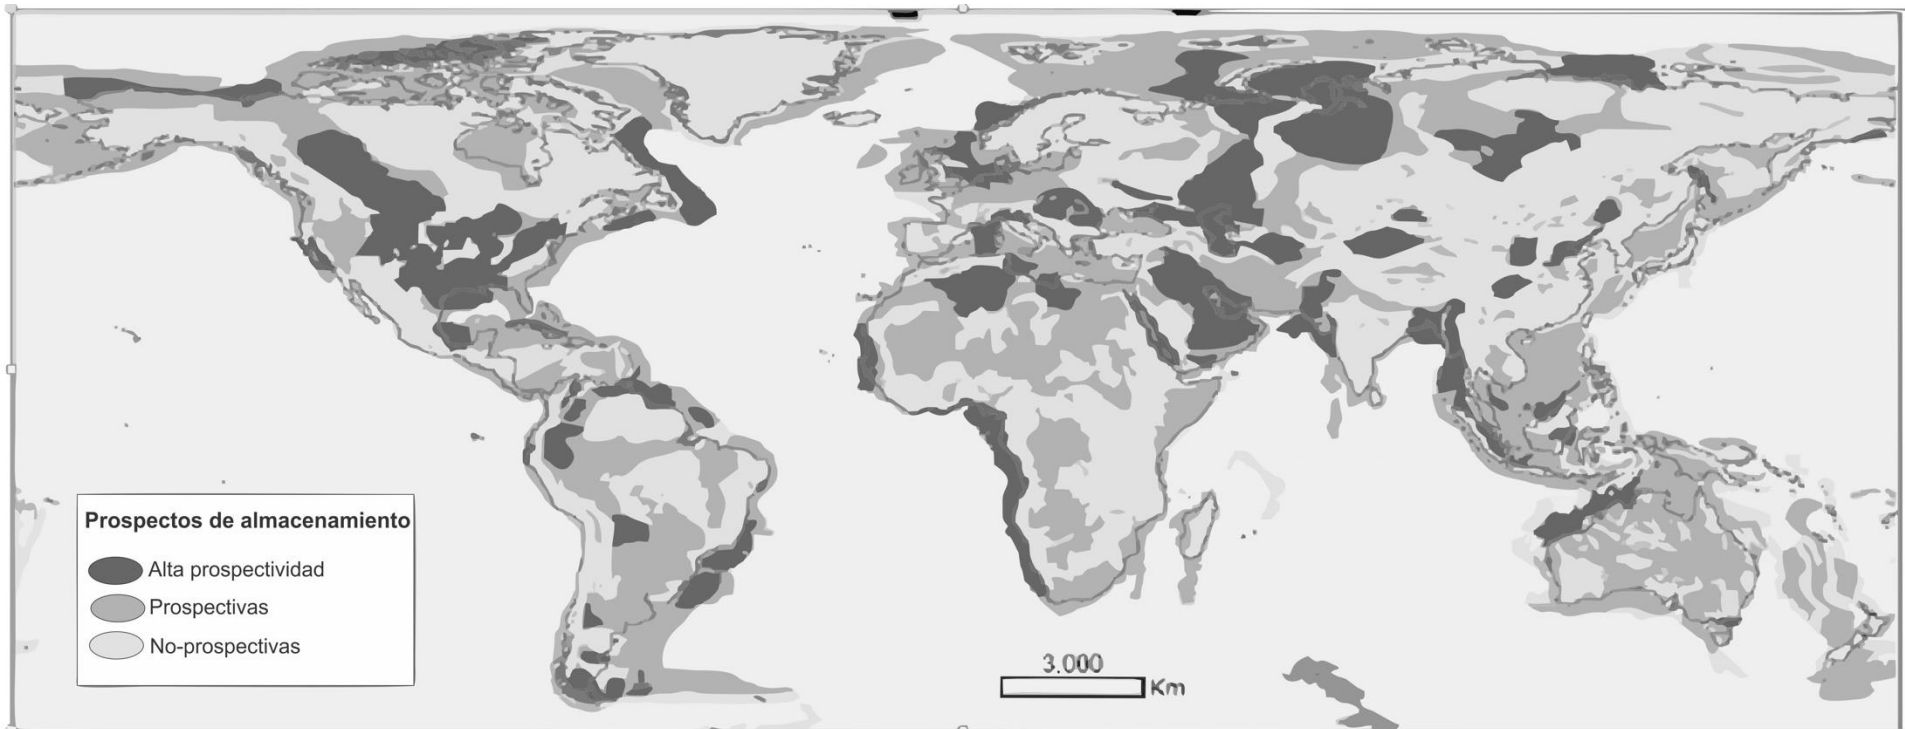 Prospectos de almacenamiento
Alta prospectividad
Prospectivas
No-prospectivas
3.000
Km